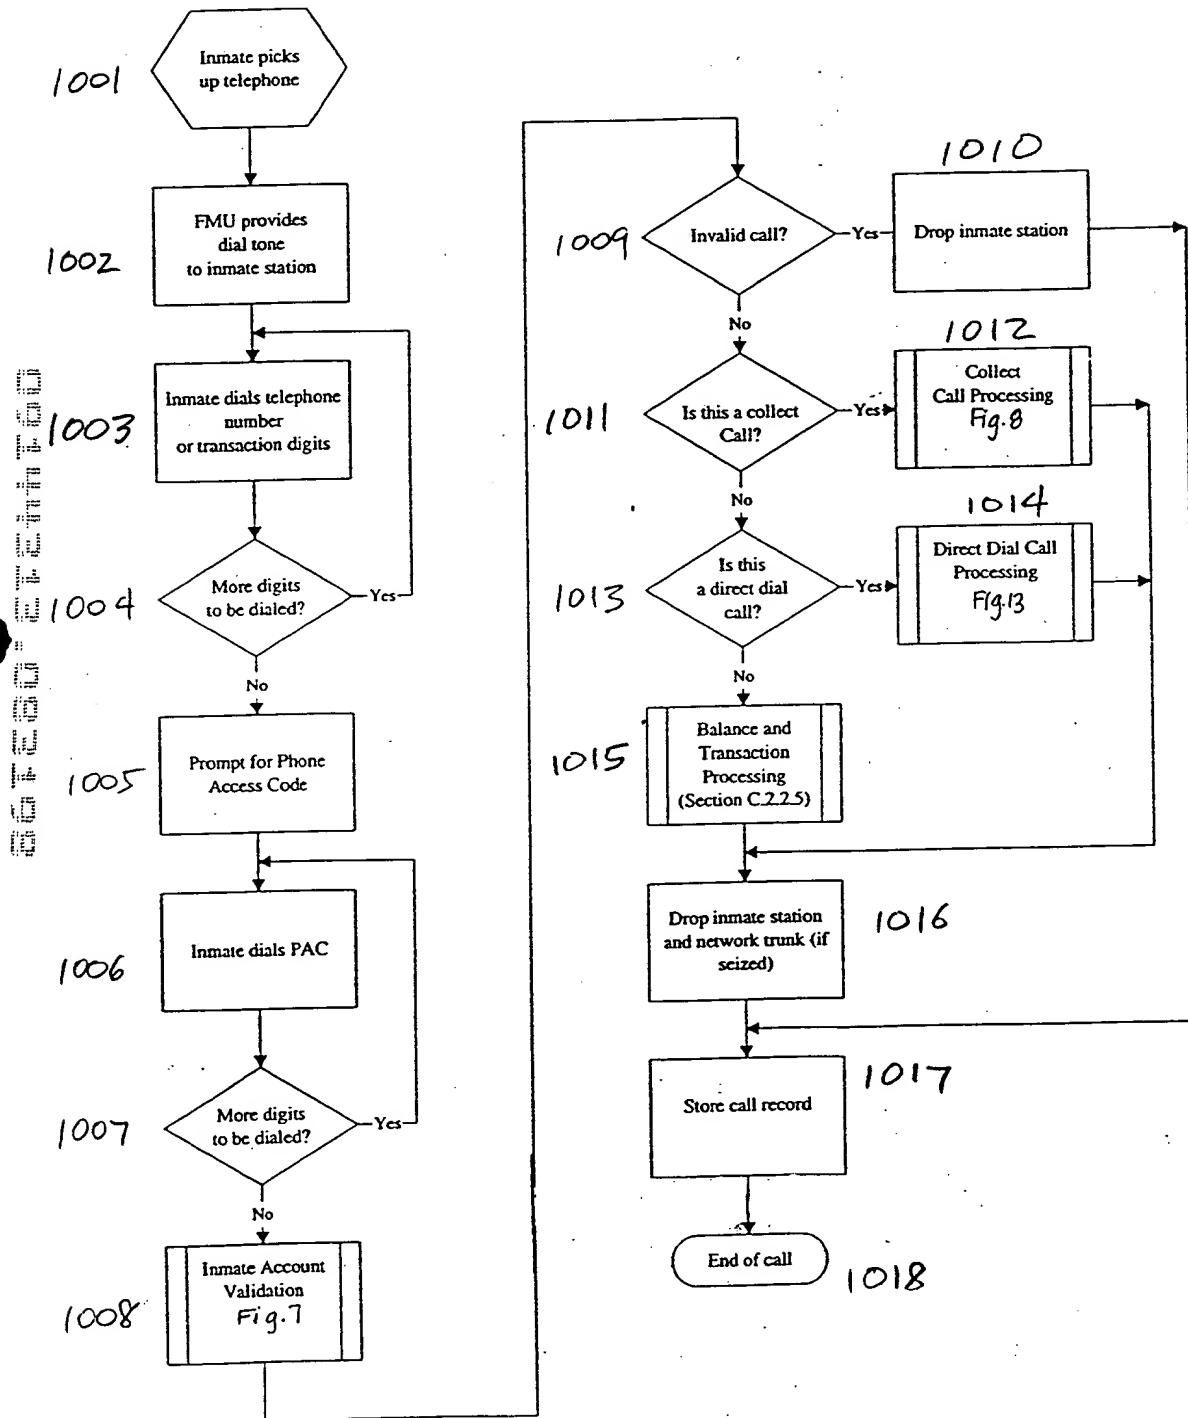 1001
Inmate picks
up telephone
1002
FMU provides
dial tone
to inmate station
1003
Inmate dials telephone
number
or transaction digits
1004
More digits
to be dialed?
Yes
No
1005
Prompt for Phone
Access Code
1006
Inmate dials PAC
1007
More digits
to be dialed?
Yes
No
1008
Inmate Account
Validation
Fig.7
1009
Invalid call?
Yes
No
1010
Drop inmate station
1011
Is this a collect
Call?
Yes
No
1012
Collect
Call Processing
Fig.8
1013
Is this
a direct dial
call?
Yes
No
1014
Direct Dial Call
Processing
Fig.13
1015
Balance and
Transaction
Processing
(Section C.2.2.5)
1016
Drop inmate station
and network trunk (if
seized)
1017
Store call record
End of call
1018